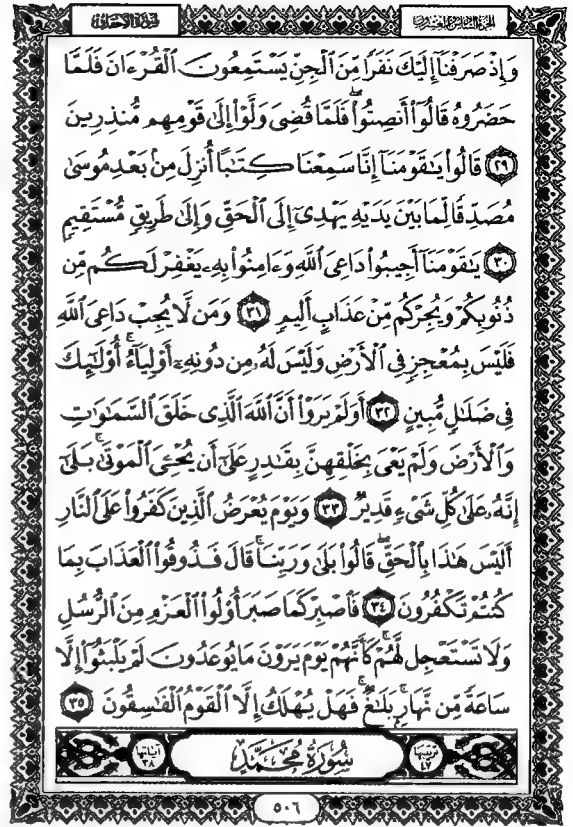 الجزء السادس والعشرون
سورة الأحقاف
وَإِذْ صَرَفْنَآ إِلَيْكَ نَفَرًا مِّنَ ٱلْجِنِّ يَسْتَمِعُونَ ٱلْقُرْءَانَ فَلَمَّا
حَضَرُوهُ قَالُوٓا۟ أَنصِتُوا۟ ۖ فَلَمَّا قُضِىَ وَلَّوْا۟ إِلَىٰ قَوْمِهِم مُّنذِرِينَ
﴿٢٩﴾ قَالُوا۟ يَٰقَوْمَنَآ إِنَّا سَمِعْنَا كِتَٰبًا أُنزِلَ مِنۢ بَعْدِ مُوسَىٰ
مُصَدِّقًا لِّمَا بَيْنَ يَدَيْهِ يَهْدِىٓ إِلَى ٱلْحَقِّ وَإِلَىٰ طَرِيقٍ مُّسْتَقِيمٍ
﴿٣٠﴾ يَٰقَوْمَنَآ أَجِيبُوا۟ دَاعِىَ ٱللَّهِ وَءَامِنُوا۟ بِهِۦ يَغْفِرْ لَكُم مِّن
ذُنُوبِكُمْ وَيُجِرْكُم مِّنْ عَذَابٍ أَلِيمٍ ﴿٣١﴾ وَمَن لَّا يُجِبْ دَاعِىَ ٱللَّهِ
فَلَيْسَ بِمُعْجِزٍ فِى ٱلْأَرْضِ وَلَيْسَ لَهُۥ مِن دُونِهِۦٓ أَوْلِيَآءُ ۚ أُو۟لَٰٓئِكَ
فِى ضَلَٰلٍ مُّبِينٍ ﴿٣٢﴾ أَوَلَمْ يَرَوْا۟ أَنَّ ٱللَّهَ ٱلَّذِى خَلَقَ ٱلسَّمَٰوَٰتِ
وَٱلْأَرْضَ وَلَمْ يَعْىَ بِخَلْقِهِنَّ بِقَٰدِرٍ عَلَىٰٓ أَن يُحْۦِىَ ٱلْمَوْتَىٰ ۚ بَلَىٰٓ
إِنَّهُۥ عَلَىٰ كُلِّ شَىْءٍ قَدِيرٌ ﴿٣٣﴾ وَيَوْمَ يُعْرَضُ ٱلَّذِينَ كَفَرُوا۟ عَلَى ٱلنَّارِ
أَلَيْسَ هَٰذَا بِٱلْحَقِّ ۖ قَالُوا۟ بَلَىٰ وَرَبِّنَا ۚ قَالَ فَذُوقُوا۟ ٱلْعَذَابَ بِمَا
كُنتُمْ تَكْفُرُونَ ﴿٣٤﴾ فَٱصْبِرْ كَمَا صَبَرَ أُو۟لُوا۟ ٱلْعَزْمِ مِنَ ٱلرُّسُلِ
وَلَا تَسْتَعْجِل لَّهُمْ ۚ كَأَنَّهُمْ يَوْمَ يَرَوْنَ مَا يُوعَدُونَ لَمْ يَلْبَثُوٓا۟ إِلَّا
سَاعَةً مِّن نَّهَارٍۭ ۚ بَلَٰغٌ ۚ فَهَلْ يُهْلَكُ إِلَّا ٱلْقَوْمُ ٱلْفَٰسِقُونَ ﴿٣٥﴾
ترتيبها ٤٧ سُورَةُ مُحَمَّدٍ آياتها ٣٨
٥٠٦